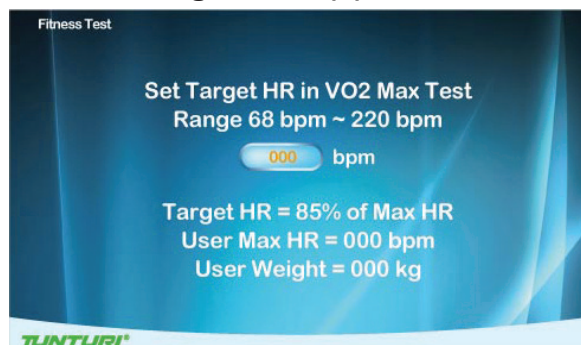 Fitness Test
Set Target HR in VO2 Max Test
Range 68 bpm ~ 220 bpm
000 bpm
Target HR = 85% of Max HR
User Max HR = 000 bpm
User Weight = 000 kg
TUNTURI®